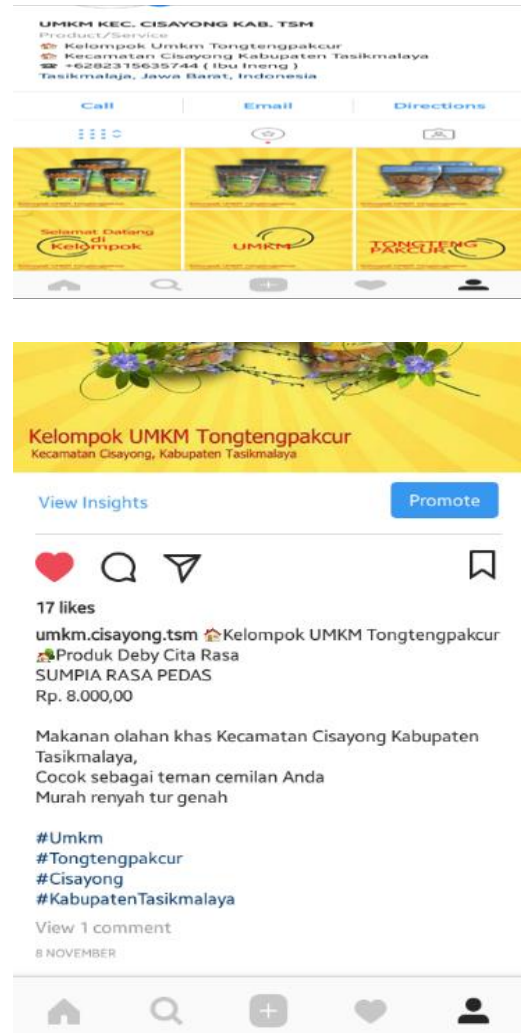 UMKM KEC. CISAYONG KAB. TSM
Product/Service
Kelompok Umkm Tongtengpakcur
Kecamatan Cisayong Kabupaten Tasikmalaya
+6282315635744 ( Ibu Ineng )
Tasikmalaja, Jawa Barat, Indonesia
Call Email Directions
Selamat Datang
di
Kelompok
UMKM
TONGTENG
PAKCUR
Kelompok UMKM Tongtengpakcur
Kecamatan Cisayong, Kabupaten Tasikmalaya
View Insights Promote
17 likes
umkm.cisayong.tsm Kelompok UMKM Tongtengpakcur
Produk Deby Cita Rasa
SUMPIA RASA PEDAS
Rp. 8.000,00
Makanan olahan khas Kecamatan Cisayong Kabupaten
Tasikmalaya,
Cocok sebagai teman cemilan Anda
Murah renyah tur genah
#Umkm
#Tongtengpakcur
#Cisayong
#KabupatenTasikmalaya
View 1 comment
8 NOVEMBER